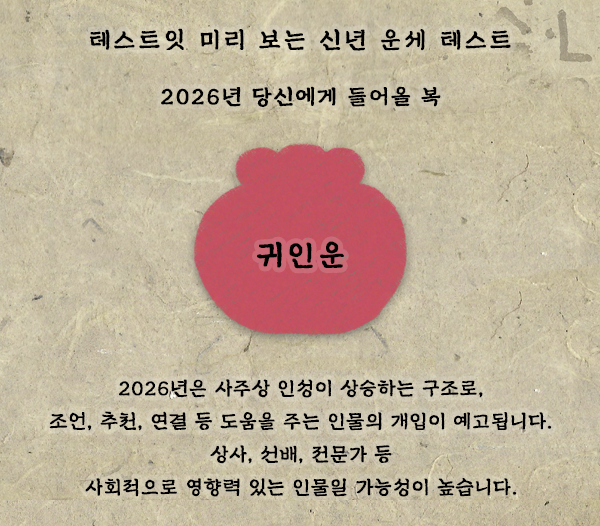 테스트잇 미리 보는 신년 운세 테스트
2026년 당신에게 들어올 복
귀인운
2026년은 사주상 인성이 상승하는 구조로,
조언, 추천, 연결 등 도움을 주는 인물의 개입이 예고됩니다.
상사, 선배, 전문가 등
사회적으로 영향력 있는 인물일 가능성이 높습니다.